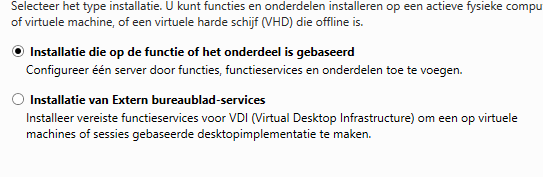 Selecteer het type installatie. U kunt functies en onderdelen installeren op een actieve fysieke compu
of virtuele machine, of een virtuele harde schijf (VHD) die offline is.
Installatie die op de functie of het onderdeel is gebaseerd
Configureer één server door functies, functieservices en onderdelen toe te voegen.
Installatie van Extern bureaublad-services
Installeer vereiste functieservices voor VDI (Virtual Desktop Infrastructure) om een op virtuele
machines of sessies gebaseerde desktopimplementatie te maken.